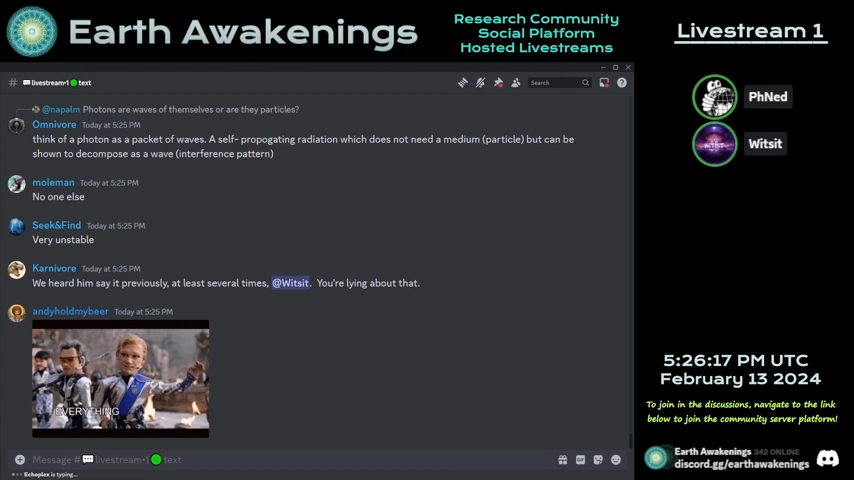 Earth Awakenings
Research Community
Social Platform
Hosted Livestreams
Livestream 1
# livestream•1 text
Search
@napalm Photons are waves of themselves or are they particles?
Omnivore Today at 5:25 PM
think of a photon as a packet of waves. A self- propogating radiation which does not need a medium (particle) but can be
shown to decompose as a wave (interference pattern)
moleman Today at 5:25 PM
No one else
Seek&Find Today at 5:25 PM
Very unstable
Karnivore Today at 5:25 PM
We heard him say it previously, at least several times, @Witsit. You're lying about that.
andyholdmybeer Today at 5:25 PM
EVERYTHING
Message # livestream•1 text
GIF
Echoplex is typing...
PhNed
WITSIT
Witsit
5:26:17 PM UTC
February 13 2024
To join in the discussions, navigate to the link
below to join the community server platform!
Earth Awakenings 342 ONLINE
discord.gg/earthawakenings